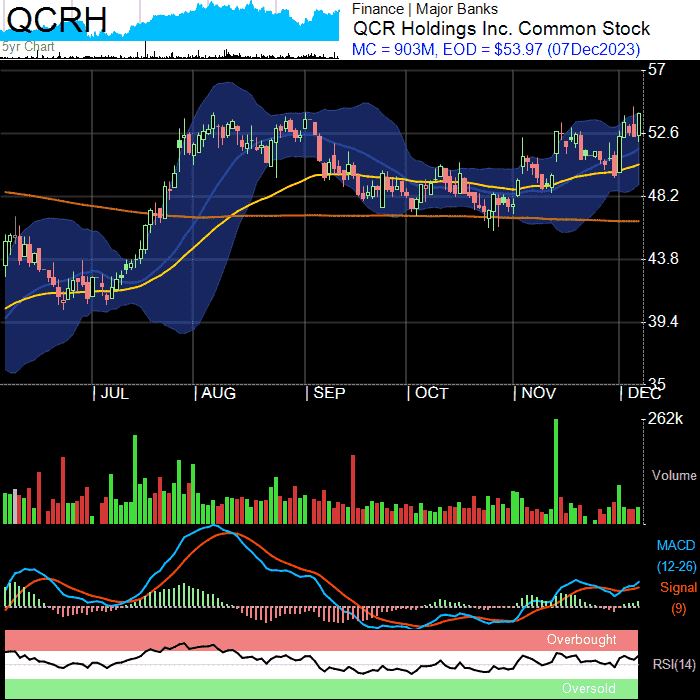 QCRH
5yr Chart
Finance | Major Banks
QCR Holdings Inc. Common Stock
MC = 903M, EOD = $53.97 (07Dec2023)
57
52.6
48.2
43.8
39.4
35
| JUL | AUG | SEP | OCT | NOV | DEC
262k
Volume
MACD
(12-26)
Signal
(9)
Overbought
RSI(14)
Oversold